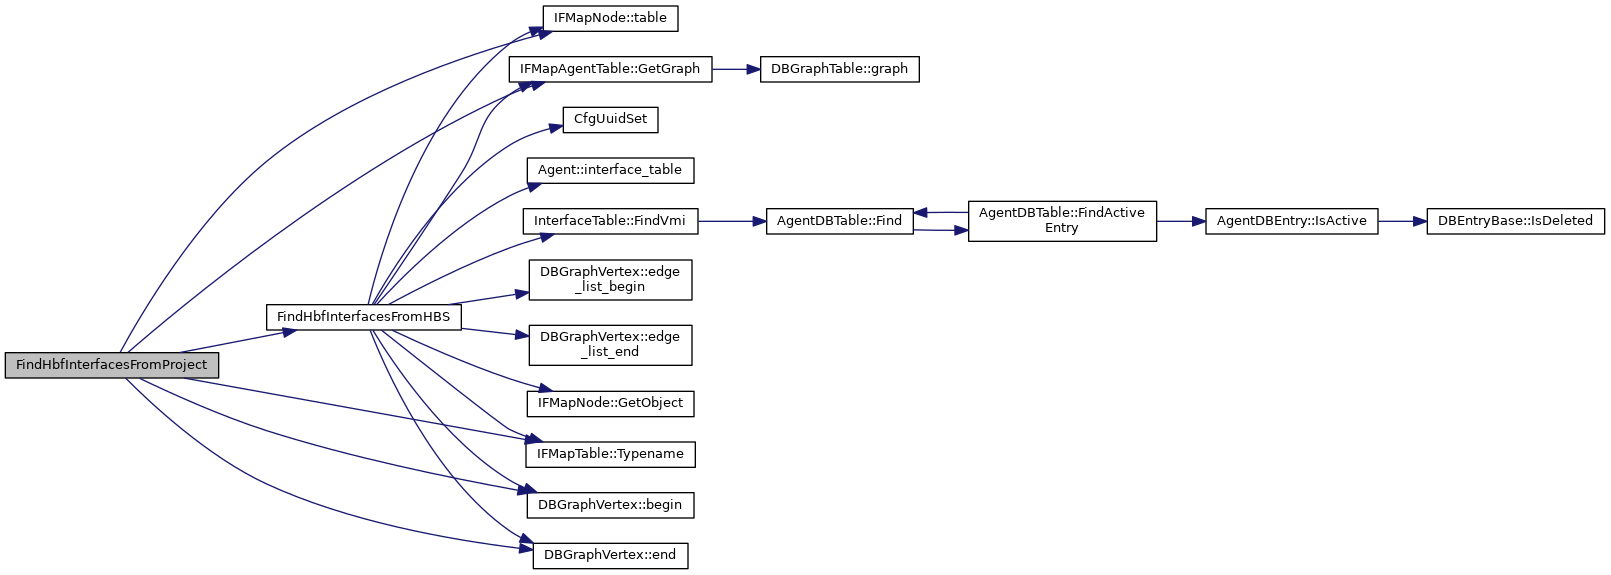 IFMapNode::table
IFMapAgentTable::GetGraph
DBGraphTable::graph
CfgUuidSet
Agent::interface_table
InterfaceTable::FindVmi
AgentDBTable::Find
AgentDBTable::FindActive
Entry
AgentDBEntry::IsActive
DBEntryBase::IsDeleted
DBGraphVertex::edge
_list_begin
FindHbfInterfacesFromHBS
DBGraphVertex::edge
_list_end
FindHbfInterfacesFromProject
IFMapNode::GetObject
IFMapTable::Typename
DBGraphVertex::begin
DBGraphVertex::end